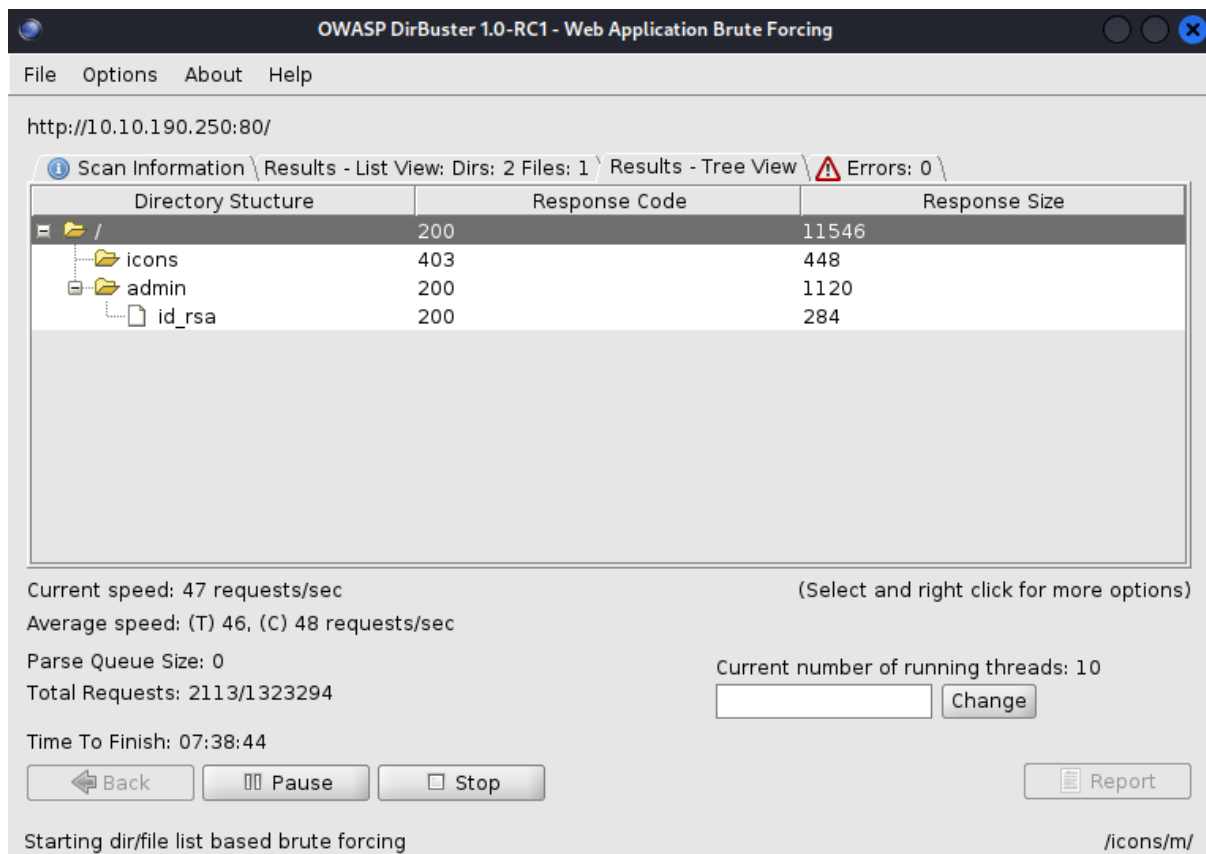 OWASP DirBuster 1.0-RC1 - Web Application Brute Forcing
File Options About Help
http://10.10.190.250:80/
Scan Information Results - List View: Dirs: 2 Files: 1 Results - Tree View Errors: 0
Directory Stucture Response Code Response Size
/ 200 11546
icons 403 448
admin 200 1120
id_rsa 200 284
Current speed: 47 requests/sec (Select and right click for more options)
Average speed: (T) 46, (C) 48 requests/sec
Parse Queue Size: 0 Current number of running threads: 10
Total Requests: 2113/1323294 Change
Time To Finish: 07:38:44
Back Pause Stop Report
Starting dir/file list based brute forcing /icons/m/